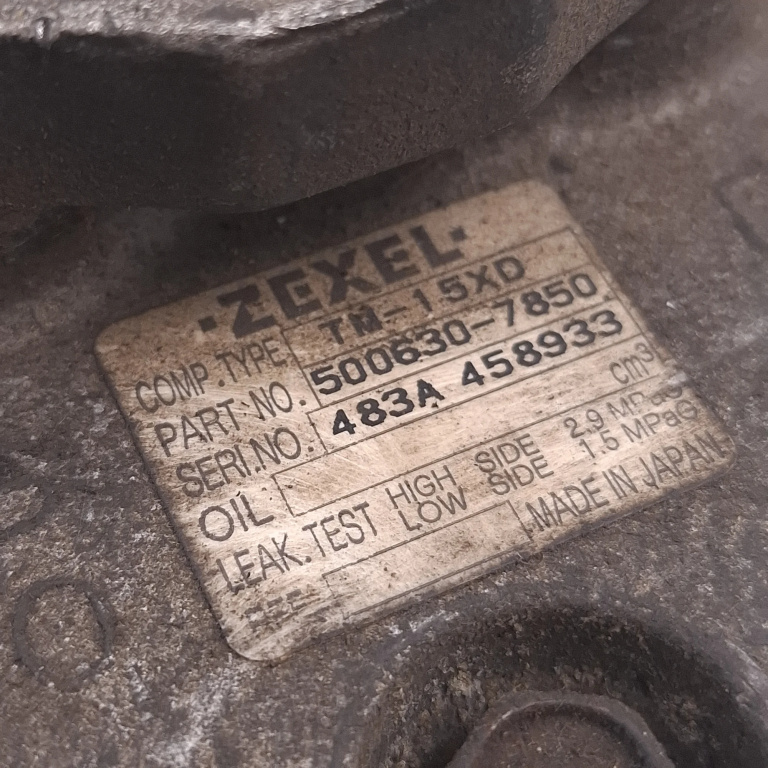 ·ZEXEL·
COMP.TYPE TM-15XD
PART NO. 500630-7850
SERI.NO. 483A 458933
OIL cm³
LEAK.TEST HIGH SIDE 2.9 MPaG
LOW SIDE 1.5 MPaG
MADE IN JAPAN